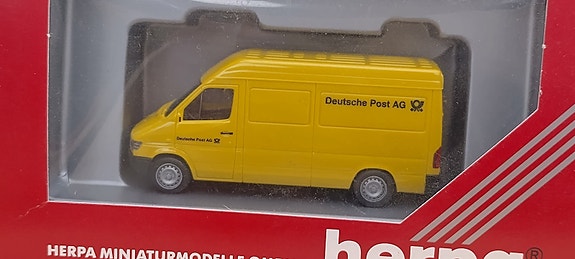 Deutsche Post AG
Deutsche Post AG
HERPA MINIATURMODELLE
herpa®